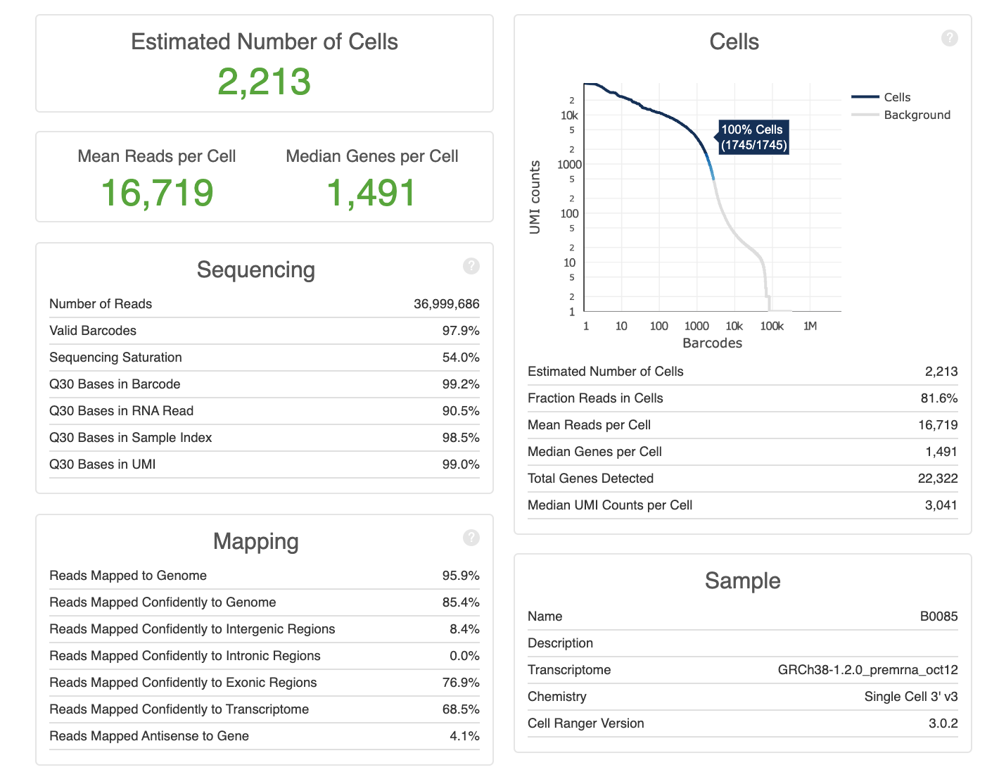 Estimated Number of Cells
2,213
Mean Reads per Cell
16,719
Median Genes per Cell
1,491
Sequencing
?
Number of Reads 36,999,686
Valid Barcodes 97.9%
Sequencing Saturation 54.0%
Q30 Bases in Barcode 99.2%
Q30 Bases in RNA Read 90.5%
Q30 Bases in Sample Index 98.5%
Q30 Bases in UMI 99.0%
Mapping
?
Reads Mapped to Genome 95.9%
Reads Mapped Confidently to Genome 85.4%
Reads Mapped Confidently to Intergenic Regions 8.4%
Reads Mapped Confidently to Intronic Regions 0.0%
Reads Mapped Confidently to Exonic Regions 76.9%
Reads Mapped Confidently to Transcriptome 68.5%
Reads Mapped Antisense to Gene 4.1%
Cells
?
Cells
Background
100% Cells
(1745/1745)
UMI counts
2
10k
5
2
1000
5
2
100
5
2
10
5
2
1
1 10 100 1000 10k 100k 1M
Barcodes
Estimated Number of Cells 2,213
Fraction Reads in Cells 81.6%
Mean Reads per Cell 16,719
Median Genes per Cell 1,491
Total Genes Detected 22,322
Median UMI Counts per Cell 3,041
Sample
Name B0085
Description
Transcriptome GRCh38-1.2.0_premrna_oct12
Chemistry Single Cell 3' v3
Cell Ranger Version 3.0.2